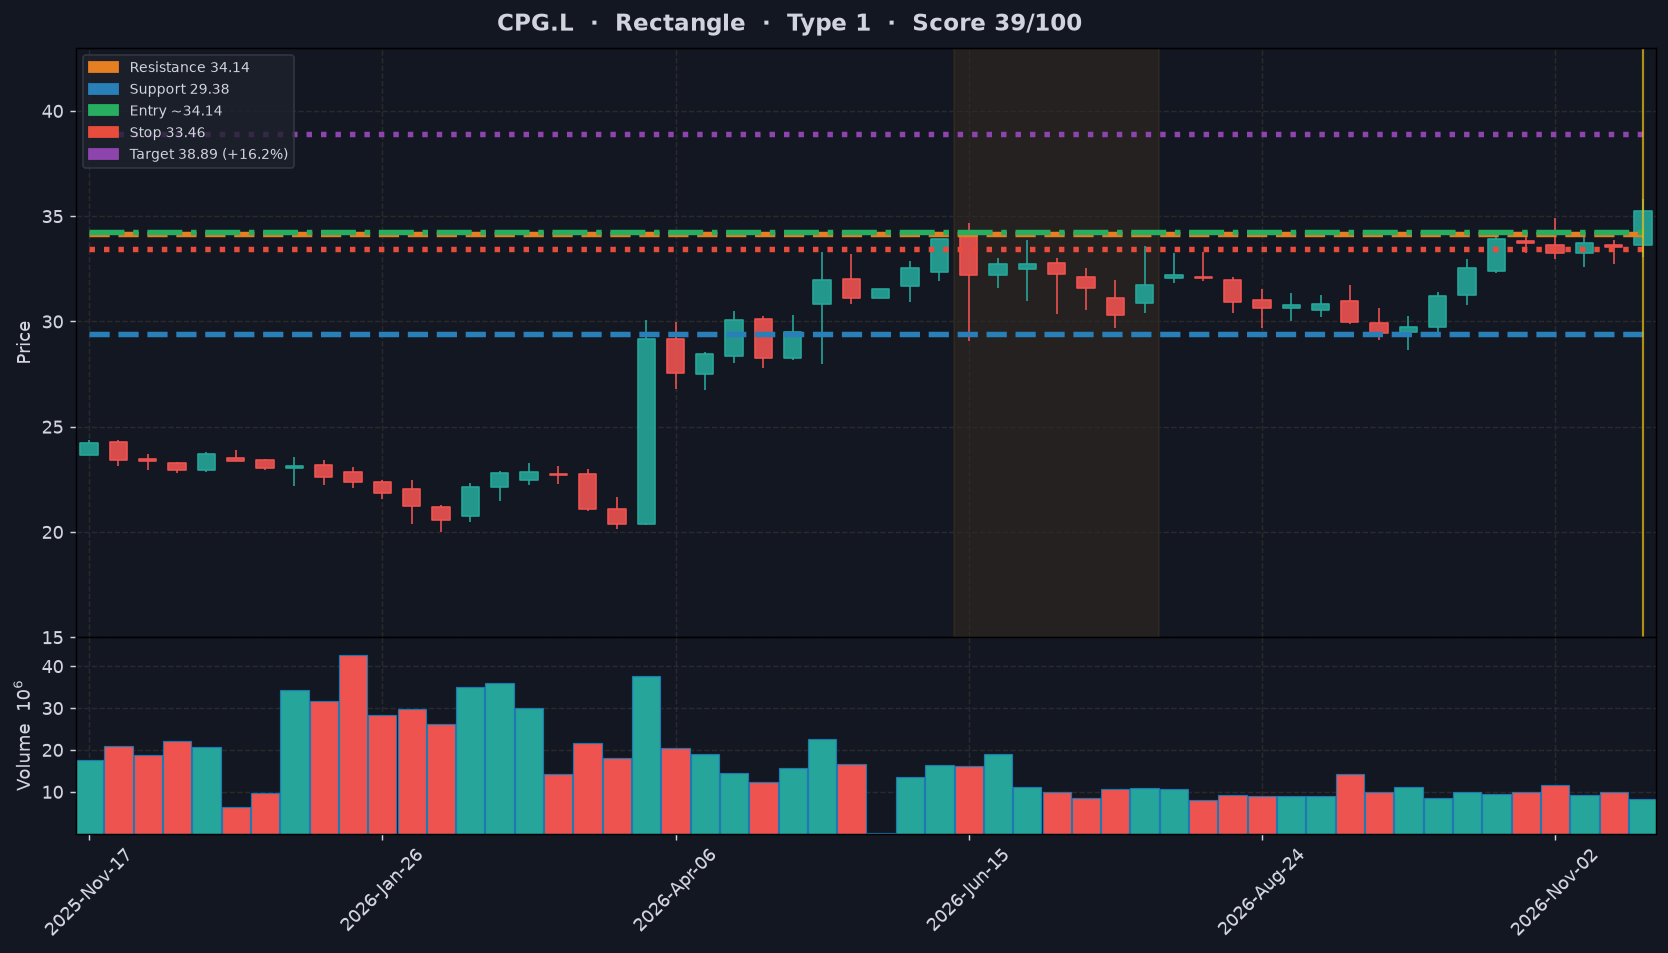 CPG.L · Rectangle · Type 1 · Score 39/100
Resistance 34.14
Support 29.38
Entry ~34.14
Stop 33.46
Target 38.89 (+16.2%)
Price
40
35
30
25
20
15
Volume 10⁶
40
30
20
10
2025-Nov-17
2026-Jan-26
2026-Apr-06
2026-Jun-15
2026-Aug-24
2026-Nov-02